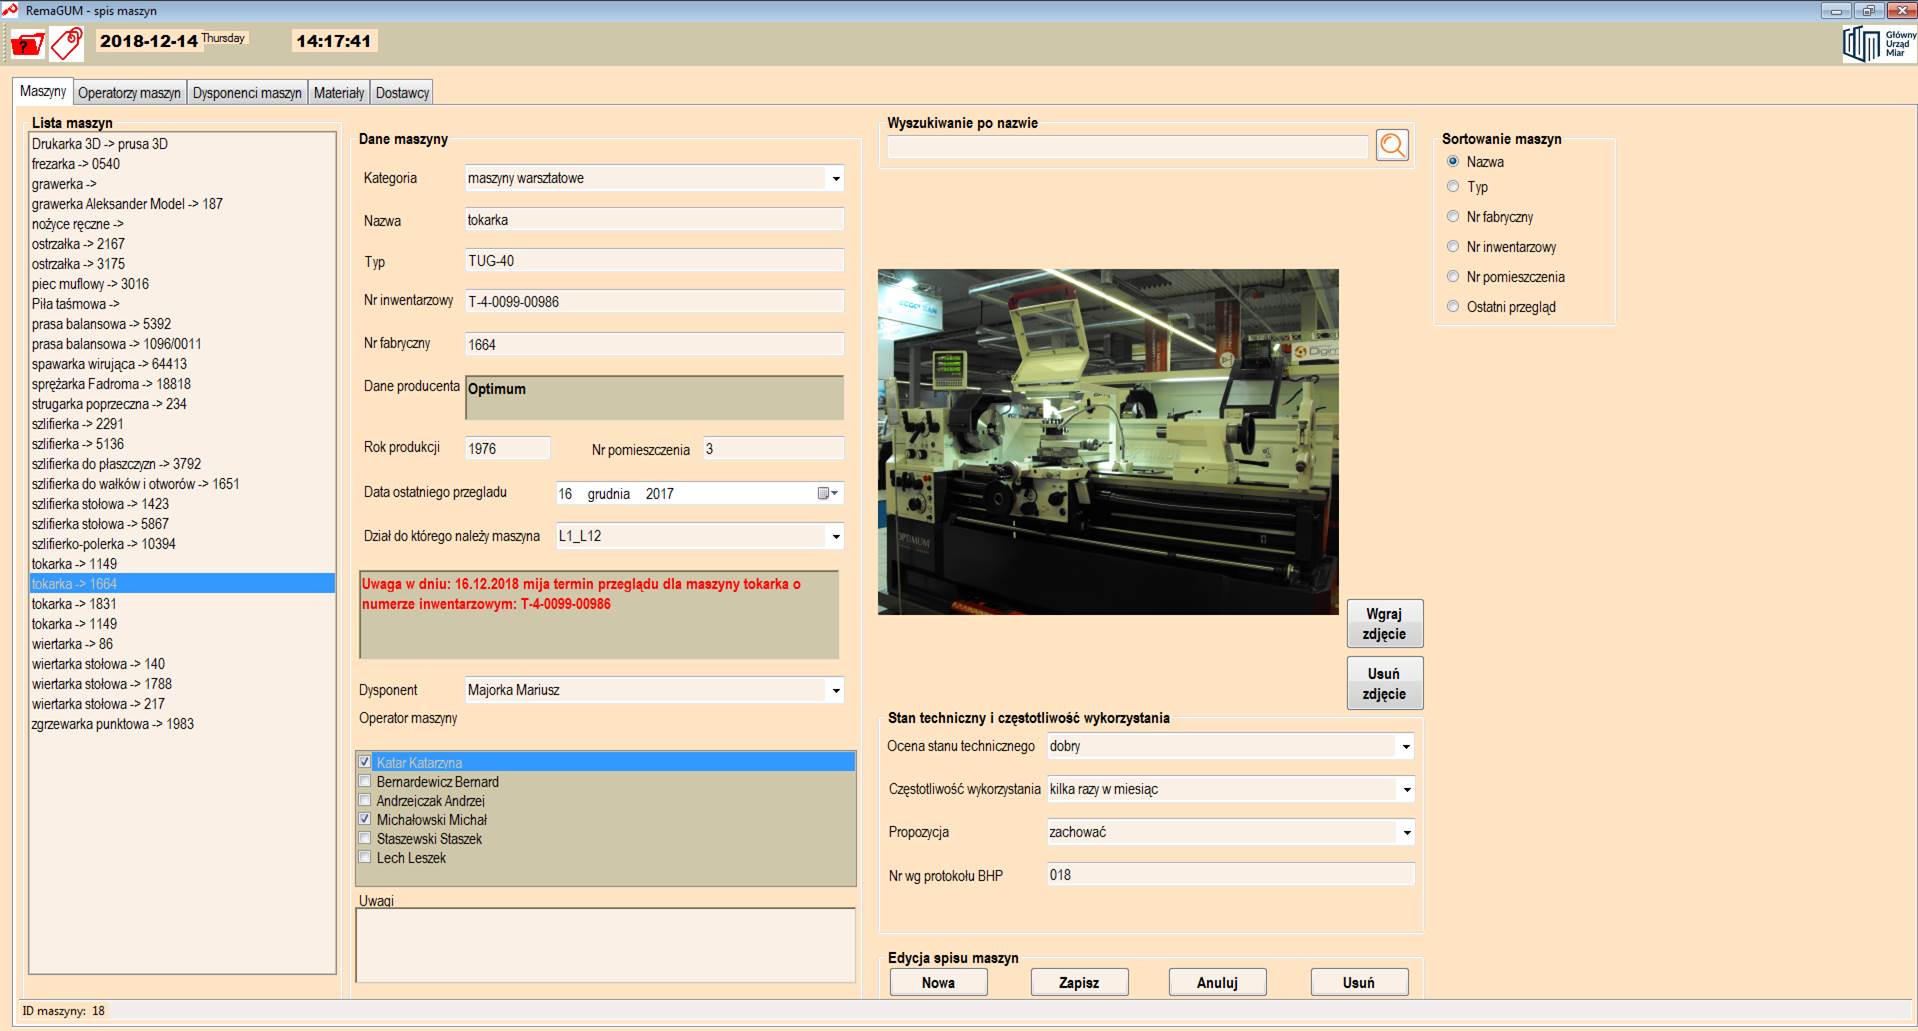 RemaGUM - spis maszyn
2018-12-14 Thursday
14:17:41
Główny
Urząd
Miar
Maszyny
Operatorzy maszyn
Dysponenci maszyn
Materiały
Dostawcy
Lista maszyn
Drukarka 3D -> prusa 3D
frezarka -> 0540
grawerka ->
grawerka Aleksander Model -> 187
nożyce ręczne ->
ostrzałka -> 2167
ostrzałka -> 3175
piec muflowy -> 3016
Piła taśmowa ->
prasa balansowa -> 5392
prasa balansowa -> 1096/0011
spawarka wirująca -> 64413
sprężarka Fadroma -> 18818
strugarka poprzeczna -> 234
szlifierka -> 2291
szlifierka -> 5136
szlifierka do płaszczyzn -> 3792
szlifierka do wałków i otworów -> 1651
szlifierka stołowa -> 1423
szlifierka stołowa -> 5867
szlifierko-polerka -> 10394
tokarka -> 1149
tokarka -> 1664
tokarka -> 1831
tokarka -> 1149
wiertarka -> 86
wiertarka stołowa -> 140
wiertarka stołowa -> 1788
wiertarka stołowa -> 217
zgrzewarka punktowa -> 1983
Dane maszyny
Kategoria maszyny warsztatowe
Nazwa tokarka
Typ TUG-40
Nr inwentarzowy T-4-0099-00986
Nr fabryczny 1664
Dane producenta Optimum
Rok produkcji 1976 Nr pomieszczenia 3
Data ostatniego przegladu 16 grudnia 2017
Dział do którego należy maszyna L1_L12
Uwaga w dniu: 16.12.2018 mija termin przeglądu dla maszyny tokarka o
numerze inwentarzowym: T-4-0099-00986
Dysponent Majorka Mariusz
Operator maszyny
Katar Katarzyna
Bernardewicz Bernard
Andrzejczak Andrzej
Michałowski Michał
Staszewski Staszek
Lech Leszek
Uwagi
Wyszukiwanie po nazwie
OPTIMUM
Wgraj
zdjęcie
Usuń
zdjęcie
Stan techniczny i częstotliwość wykorzystania
Ocena stanu technicznego dobry
Częstotliwość wykorzystania kilka razy w miesiąc
Propozycja zachować
Nr wg protokołu BHP 018
Edycja spisu maszyn
Nowa
Zapisz
Anuluj
Usuń
Sortowanie maszyn
Nazwa
Typ
Nr fabryczny
Nr inwentarzowy
Nr pomieszczenia
Ostatni przegląd
ID maszyny: 18